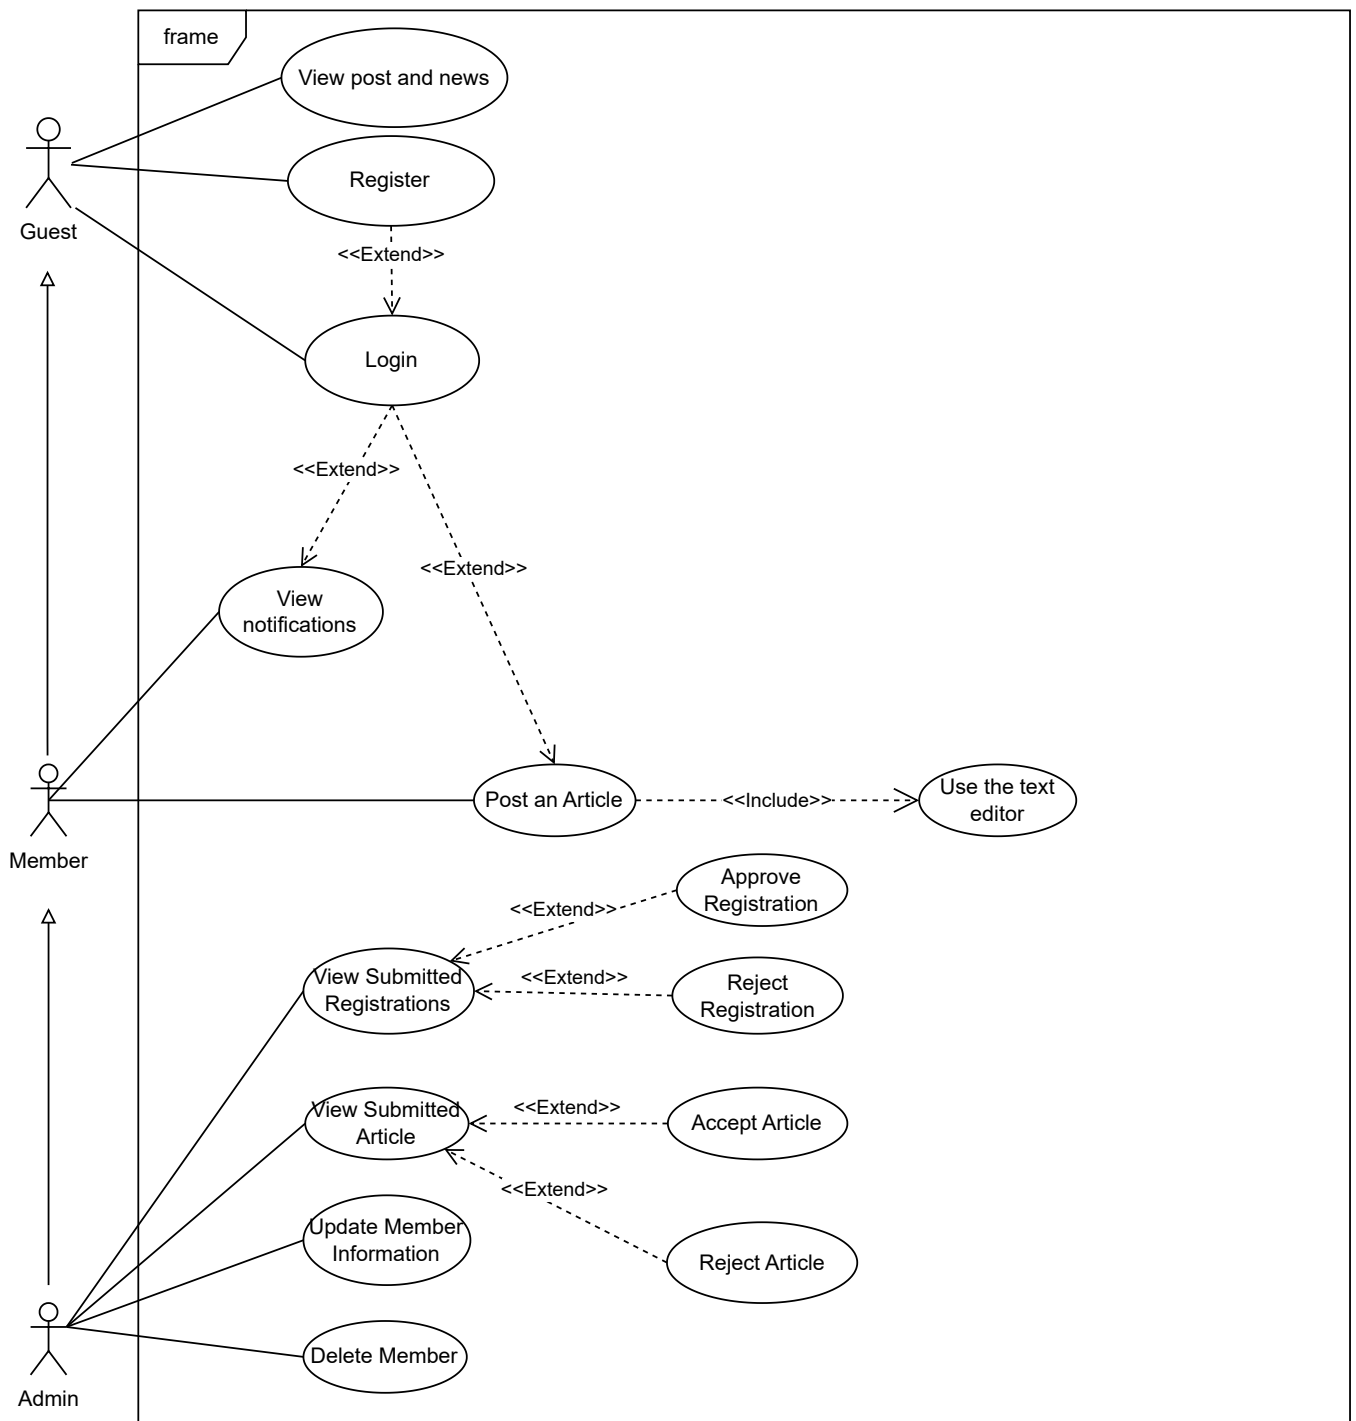 frame
View post and news
Register
Guest
<<Extend>>
Login
<<Extend>>
<<Extend>>
View
notifications
Post an Article
<<Include>>
Use the text
editor
Member
Approve
Registration
<<Extend>>
View Submitted
Registrations
<<Extend>>
Reject
Registration
View Submitted
Article
<<Extend>>
Accept Article
<<Extend>>
Update Member
Information
Reject Article
Delete Member
Admin